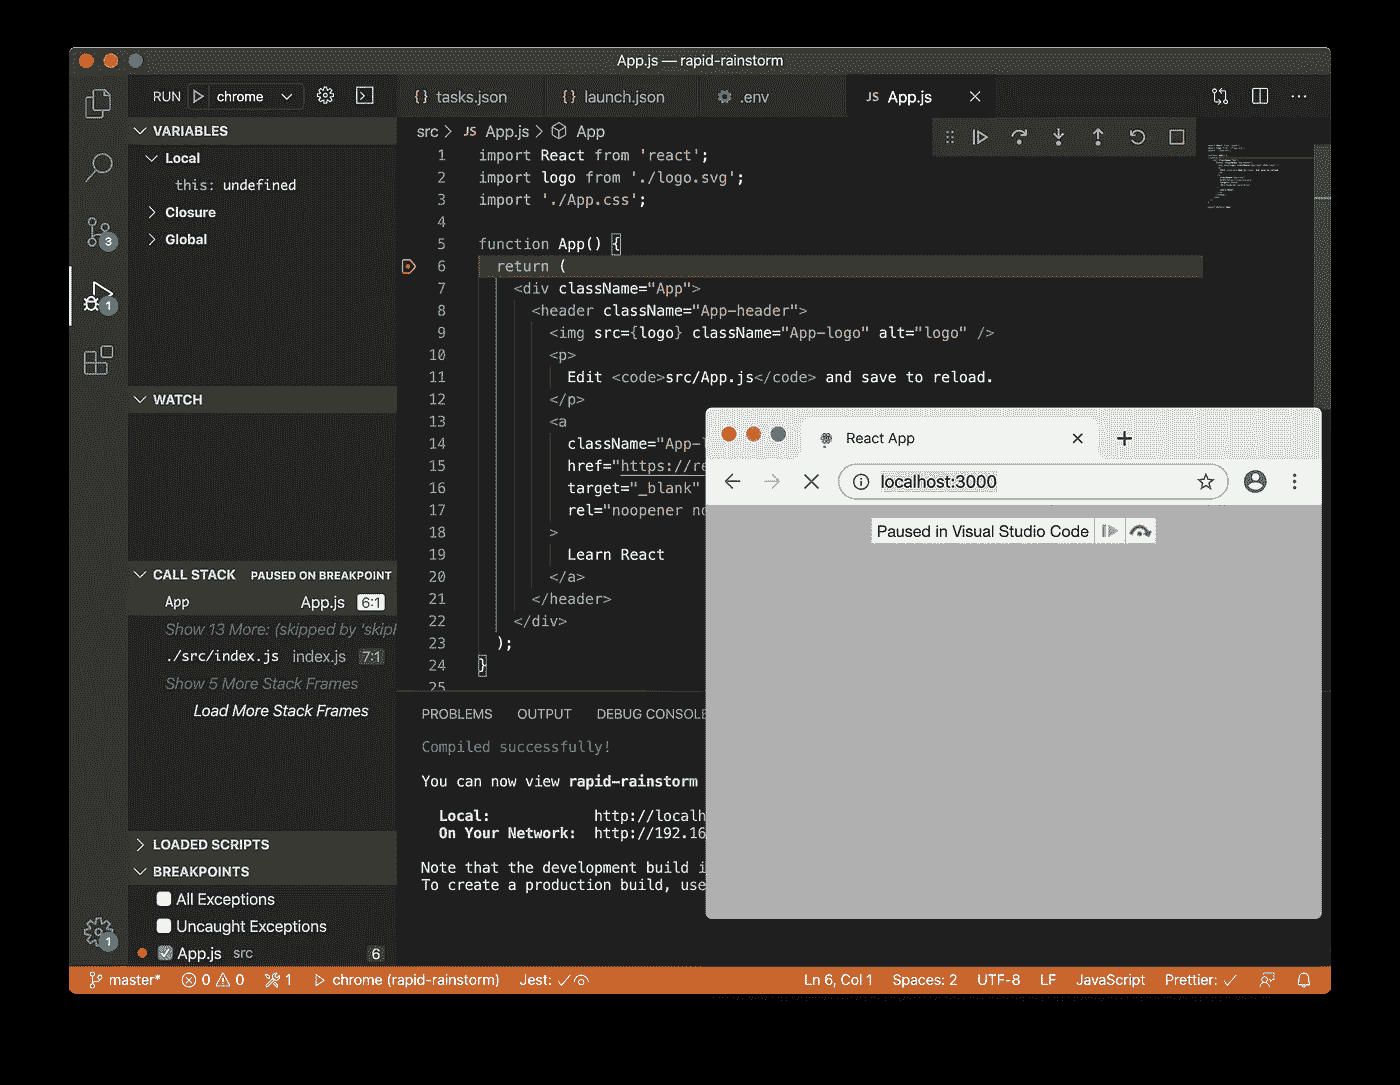 App.js — rapid-rainstorm
RUN chrome
tasks.json launch.json .env JS App.js
VARIABLES
Local
this: undefined
Closure
Global
3
1
WATCH
CALL STACK PAUSED ON BREAKPOINT
App App.js 6:1
Show 13 More: (skipped by 'skip
./src/index.js index.js 7:1
Show 5 More Stack Frames
Load More Stack Frames
LOADED SCRIPTS
BREAKPOINTS
All Exceptions
Uncaught Exceptions
App.js src 6
1
src > JS App.js > App
1 import React from 'react';
2 import logo from './logo.svg';
3 import './App.css';
4
5 function App() {
6 return (
7 <div className="App">
8 <header className="App-header">
9 <img src={logo} className="App-logo" alt="logo" />
10 <p>
11 Edit <code>src/App.js</code> and save to reload.
12 </p>
13 <a
14 className="App-
15 href="https://re
16 target="_blank"
17 rel="noopener no
18 >
19 Learn React
20 </a>
21 </header>
22 </div>
23 );
24 }
25
PROBLEMS OUTPUT DEBUG CONSOLE
Compiled successfully!
You can now view rapid-rainstorm
Local: http://localh
On Your Network: http://192.16
Note that the development build i
To create a production build, use
React App
localhost:3000
Paused in Visual Studio Code
master* 0 0 1 chrome (rapid-rainstorm) Jest: Ln 6, Col 1 Spaces: 2 UTF-8 LF JavaScript Prettier: